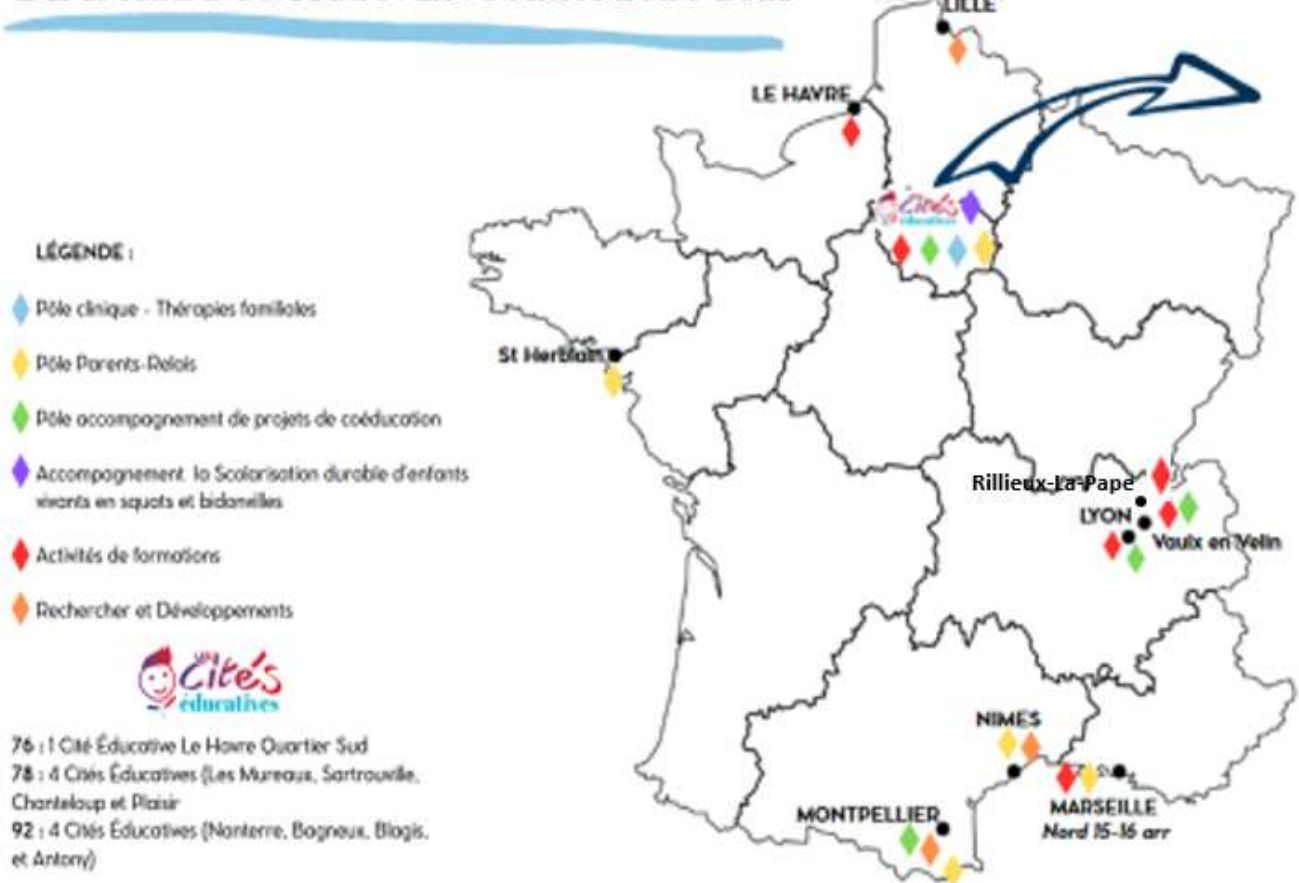 LILLE
LE HAVRE
Cités
éducatives
LÉGENDE :
Pôle clinique - Thérapies familiales
Pôle Parents-Relais
St Herblain
Pôle accompagnement de projets de coéducation
Accompagnement la Scolarisation durable d'enfants
vivants en squats et bidonvilles
Rillieux-La-Pape
LYON
Vaulx en Velin
Activités de formations
Rechercher et Développements
Cités
éducatives
NIMES
76 : 1 Cité Éducative Le Havre Quartier Sud
78 : 4 Cités Éducatives (Les Mureaux, Sartrouville,
Chanteloup et Plaisir
92 : 4 Cités Éducatives (Nanterre, Bagneux, Blagis,
et Antony)
MARSEILLE
Nord 15-16 arr
MONTPELLIER